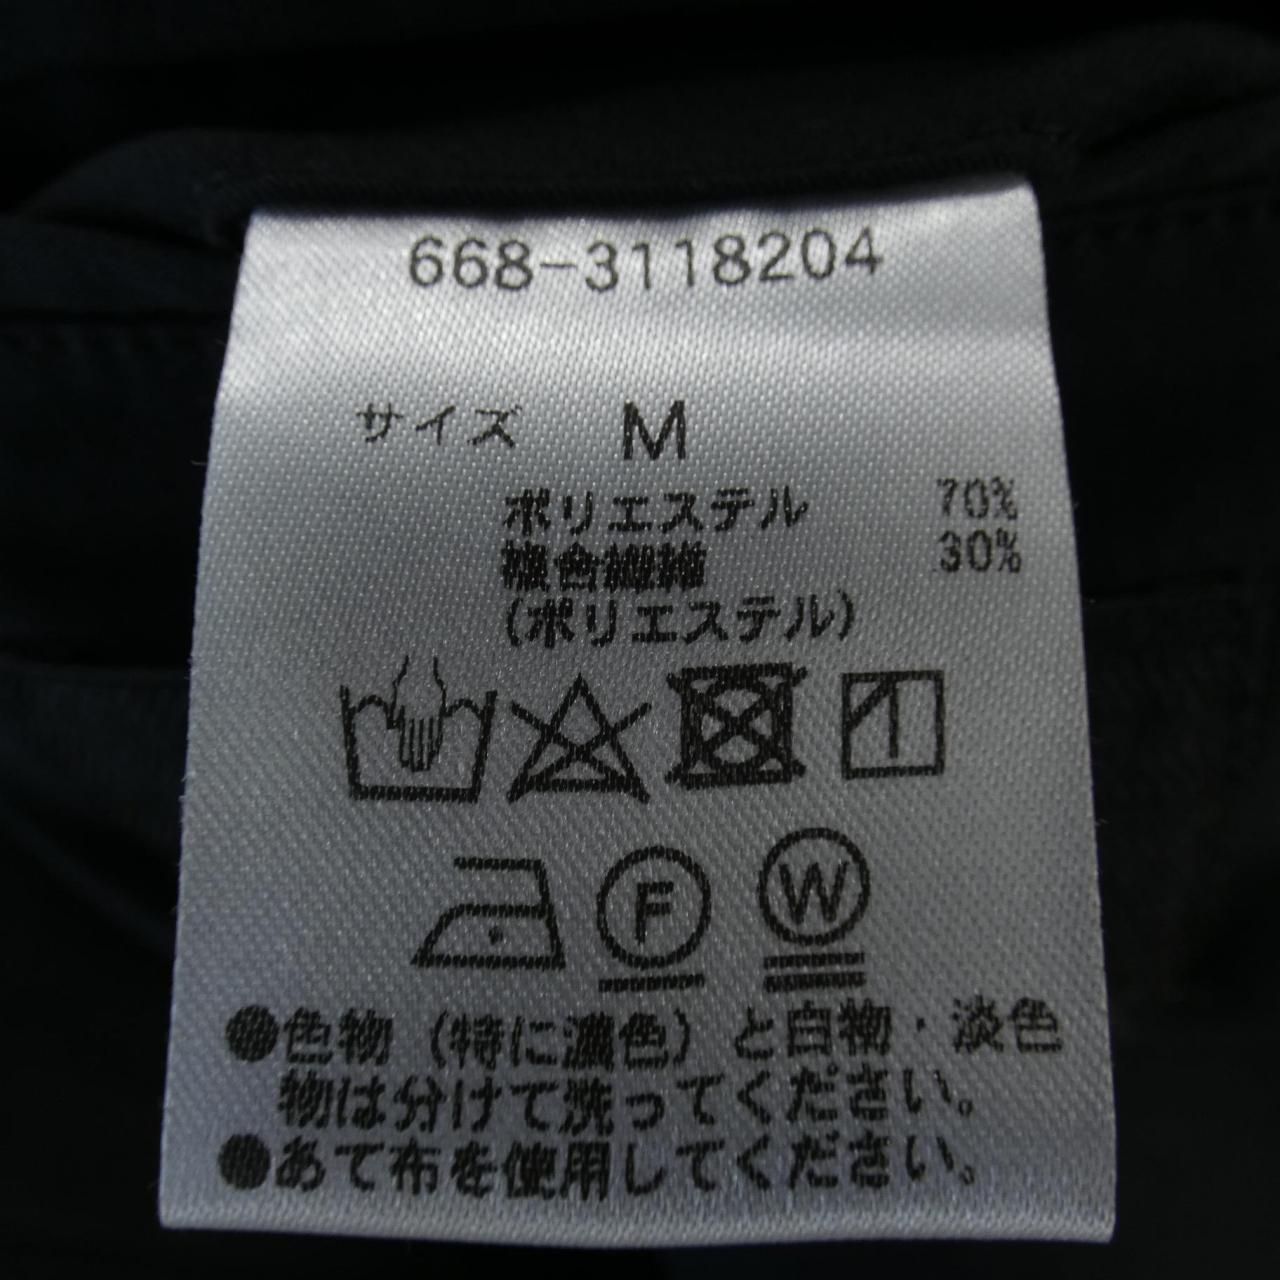 668-3118204
サイズ M
ポリエステル 70%
複合繊維 30%
(ポリエステル)
F W
●色物（特に濃色）と白物・淡色
物は分けて洗ってください。
●あて布を使用してください。